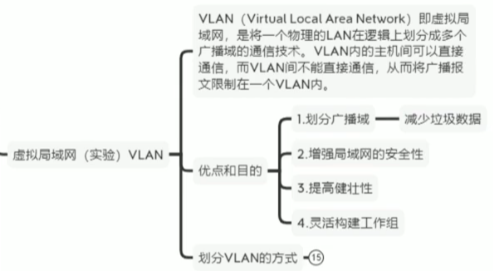 VLAN（Virtual Local Area Network）即虚拟局
域网，是将一个物理的LAN在逻辑上划分成多个
广播域的通信技术。VLAN内的主机间可以直接
通信，而VLAN间不能直接通信，从而将广播报
文限制在一个VLAN内。
虚拟局域网（实验）VLAN
优点和目的
1.划分广播域
减少垃圾数据
2.增强局域网的安全性
3.提高健壮性
4.灵活构建工作组
划分VLAN的方式
15